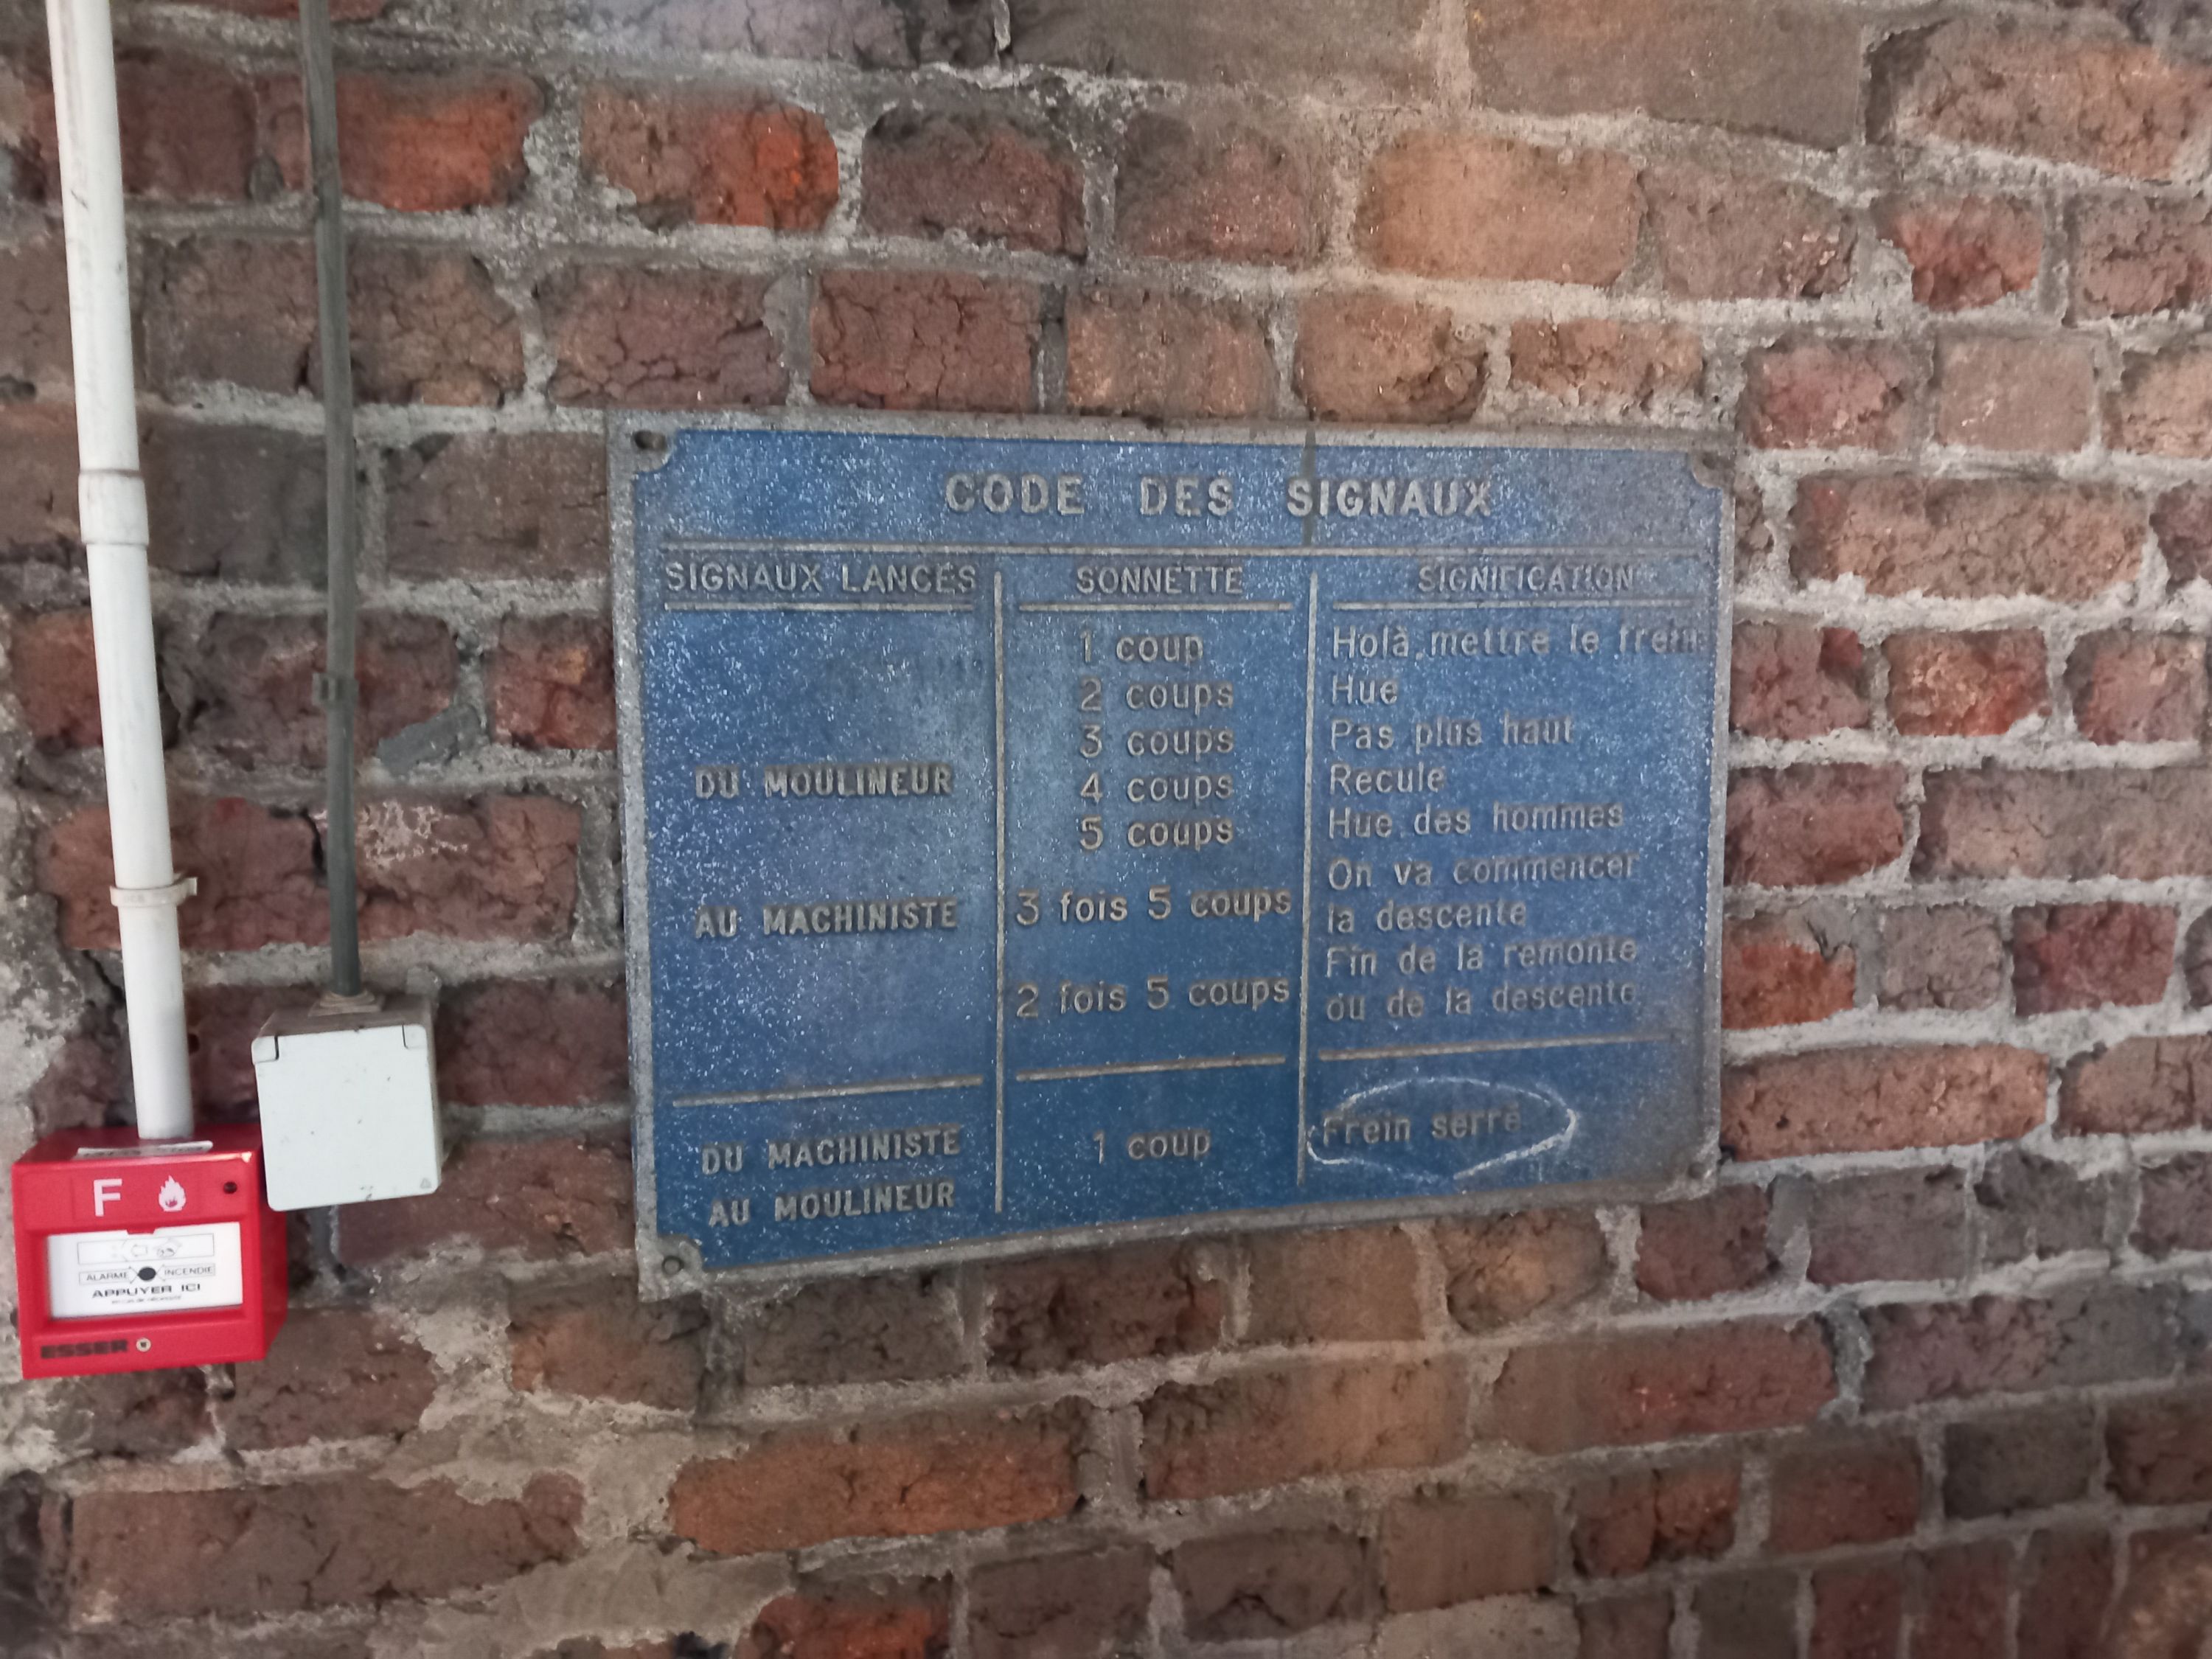 CODE DES SIGNAUX
SIGNAUX LANCÉS SONNETTE SIGNIFICATION
1 coup Holà, mettre le frein
2 coups Hue
3 coups Pas plus haut
DU MOULINEUR 4 coups Recule
5 coups Hue des hommes
AU MACHINISTE 3 fois 5 coups On va commencer
la descente
2 fois 5 coups Fin de la remonte
ou de la descente
DU MACHINISTE 1 coup Frein serré
AU MOULINEUR
F
ALARME INCENDIE
APPUYER ICI
ESSER